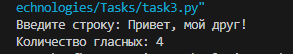 echnologies/Tasks/task3.py"
Введите строку: Привет, мой друг!
Количество гласных: 4